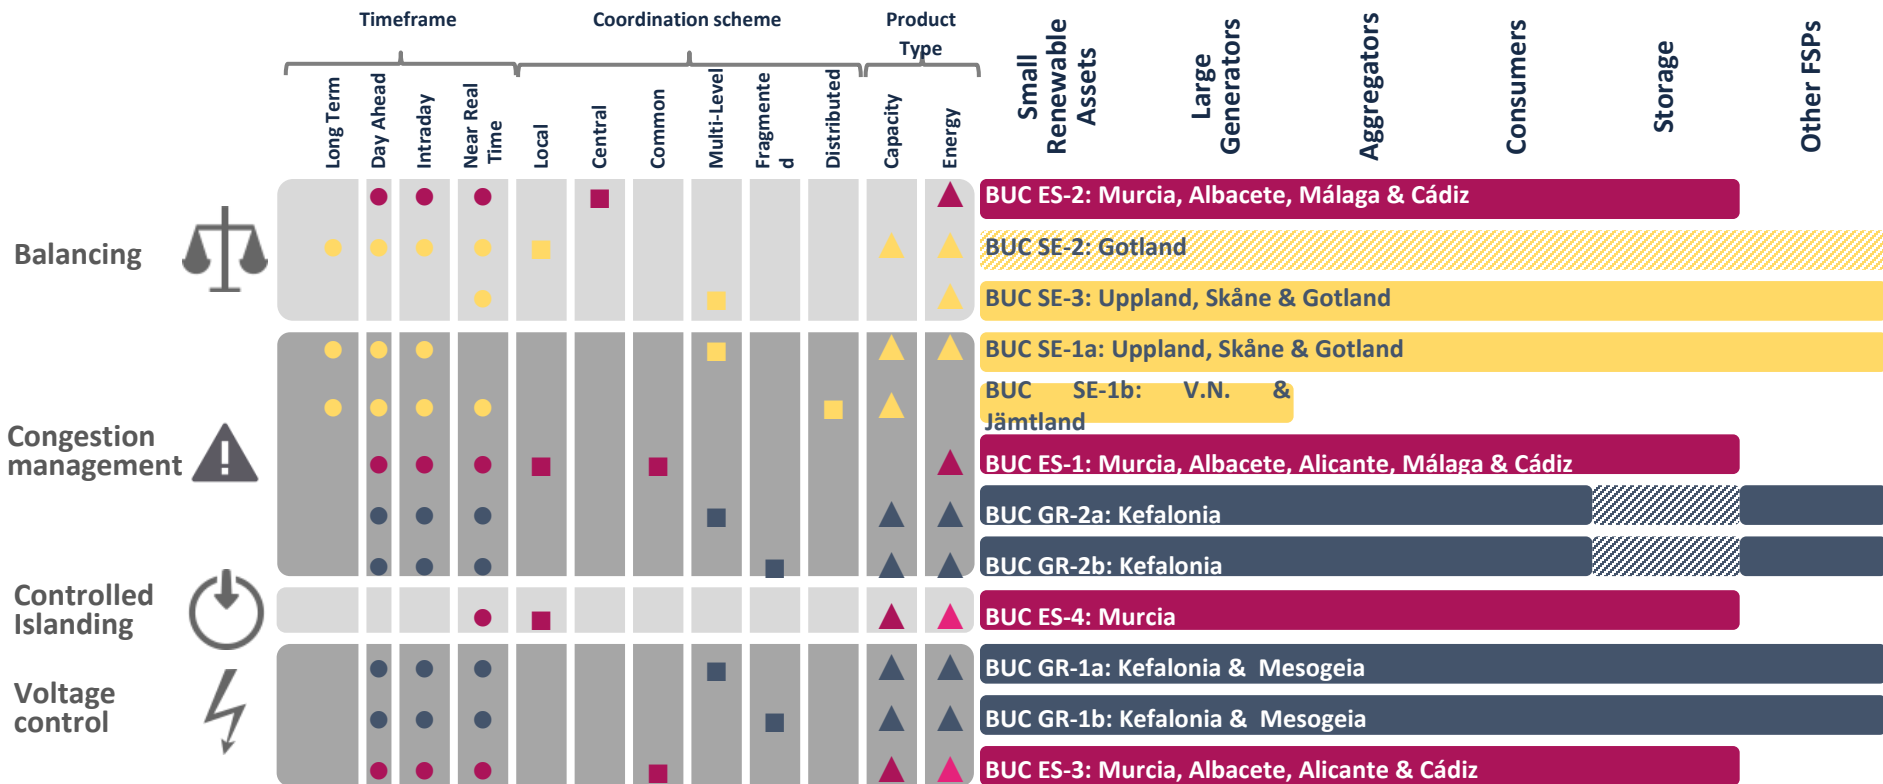 Timeframe
Coordination scheme
Product
Type
Long Term
Day Ahead
Intraday
Near Real
Time
Local
Central
Common
Multi-Level
Fragmente
d
Distributed
Capacity
Energy
Small
Renewable
Assets
Large
Generators
Aggregators
Consumers
Storage
Other FSPs
Balancing
BUC ES-2: Murcia, Albacete, Málaga & Cádiz
BUC SE-2: Gotland
BUC SE-3: Uppland, Skåne & Gotland
Congestion
management
BUC SE-1a: Uppland, Skåne & Gotland
BUC SE-1b: V.N. &
Jämtland
BUC ES-1: Murcia, Albacete, Alicante, Málaga & Cádiz
BUC GR-2a: Kefalonia
BUC GR-2b: Kefalonia
Controlled
Islanding
BUC ES-4: Murcia
Voltage
control
BUC GR-1a: Kefalonia & Mesogeia
BUC GR-1b: Kefalonia & Mesogeia
BUC ES-3: Murcia, Albacete, Alicante & Cádiz